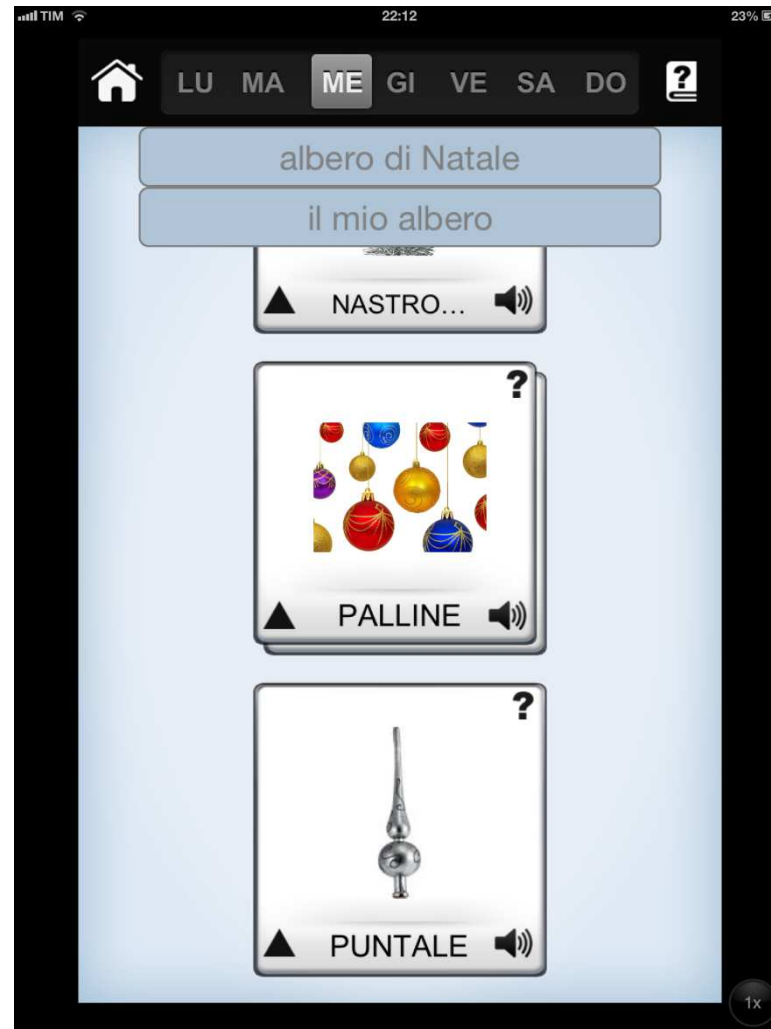 TIM 22:12 23%
LU MA ME GI VE SA DO ?
albero di Natale
il mio albero
NASTRO...
?
PALLINE
?
PUNTALE
1x